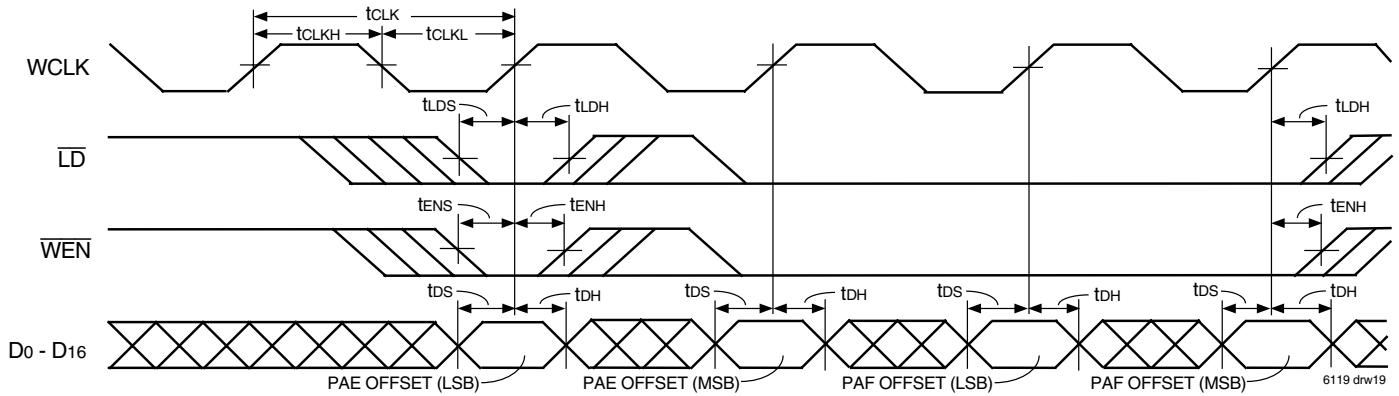 tCLK
tCLKH
tCLKL
WCLK
tLDS
tLDH
tLDH
LD
tENS
tENH
tENH
WEN
tDS
tDH
tDS
tDH
tDS
tDH
tDS
tDH
D0 - D16
PAE OFFSET (LSB)
PAE OFFSET (MSB)
PAF OFFSET (LSB)
PAF OFFSET (MSB)
6119 drw19